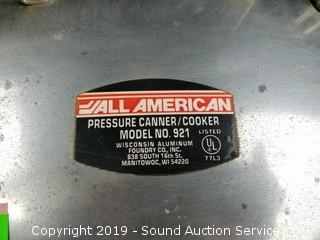 ALL AMERICAN
PRESSURE CANNER/COOKER
MODEL NO. 921
LISTED
UL
77L3
WISCONSIN ALUMINUM
FOUNDRY CO., INC.
838 SOUTH 16th St.
MANITOWOC, WI 54220
Copyright 2019 - Sound Auction Service -